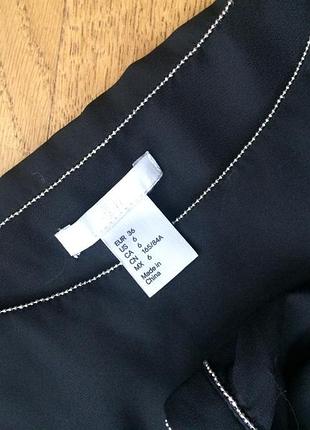 EUR 36
US 6
CA 6
CN 165/84A
MX 6
Made in
China